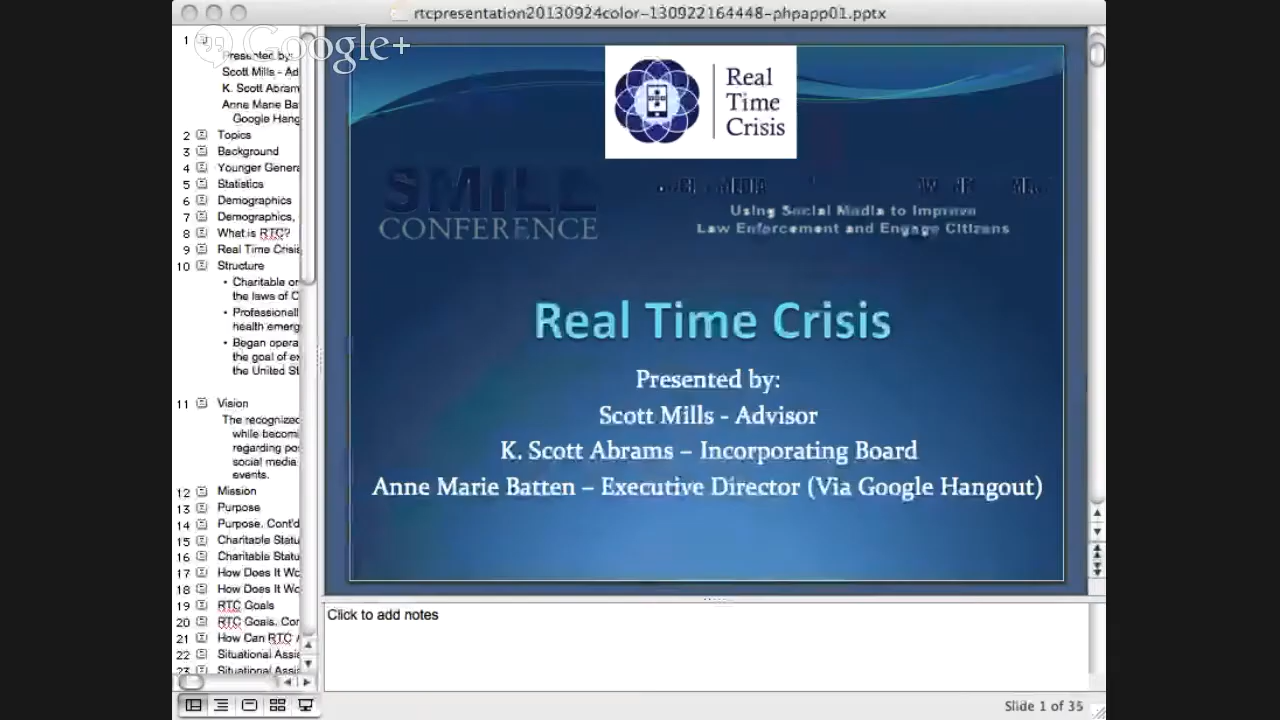 rtcpresentation20130924color-130922164448-phpapp01.pptx
Google+
1
Presented by:
Scott Mills - Ad
K. Scott Abram
Anne Marie Ba
Google Hang
2 Topics
3 Background
4 Younger Genera
5 Statistics
6 Demographics
7 Demographics,
8 What is RTC?
9 Real Time Crisis
10 Structure
• Charitable or
the laws of C
• Professionall
health emerg
• Began opera
the goal of ex
the United St
11 Vision
The recognized
while becomi
regarding pos
social media
events.
12 Mission
13 Purpose
14 Purpose, Cont'd
15 Charitable Statu
16 Charitable Statu
17 How Does It Wo
18 How Does It Wo
19 RTC Goals
20 RTC Goals, Con
21 How Can RTC A
22 Situational Assis
23 Situational Assis
Real
Time
Crisis
SMILE
CONFERENCE
Using Social Media to Improve
Law Enforcement and Engage Citizens
Real Time Crisis
Presented by:
Scott Mills - Advisor
K. Scott Abrams – Incorporating Board
Anne Marie Batten – Executive Director (Via Google Hangout)
Click to add notes
Slide 1 of 35